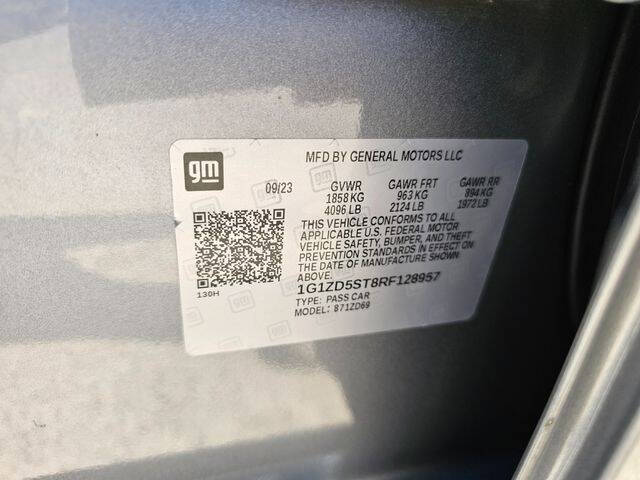 gm
MFD BY GENERAL MOTORS LLC
09/23 GVWR GAWR FRT GAWR RR
1858 KG 963 KG 894 KG
4096 LB 2124 LB 1972 LB
THIS VEHICLE CONFORMS TO ALL
APPLICABLE U.S. FEDERAL MOTOR
VEHICLE SAFETY, BUMPER, AND THEFT
PREVENTION STANDARDS IN EFFECT ON
THE DATE OF MANUFACTURE SHOWN
ABOVE.
130H
1G1ZD5ST8RF128957
TYPE: PASS CAR
MODEL: 871ZD69